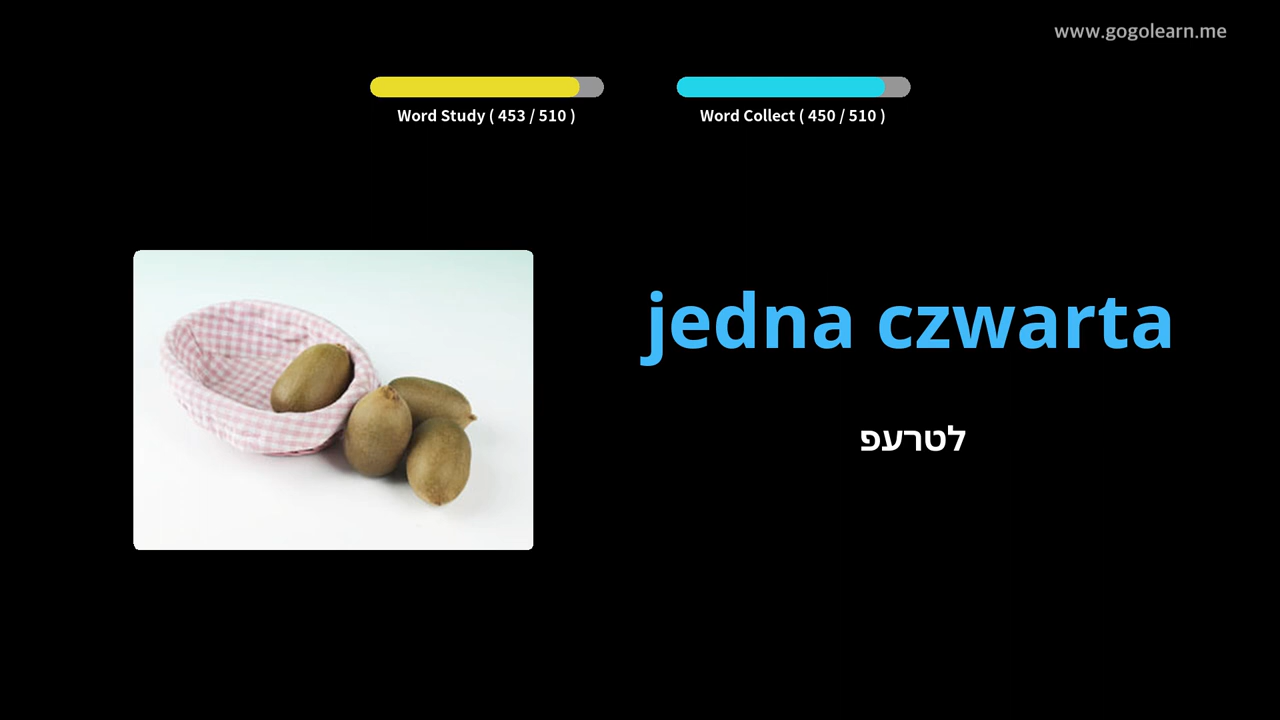 www.gogolearn.me
Word Study ( 453 / 510 )
Word Collect ( 450 / 510 )
jedna czwarta
לטרעפ